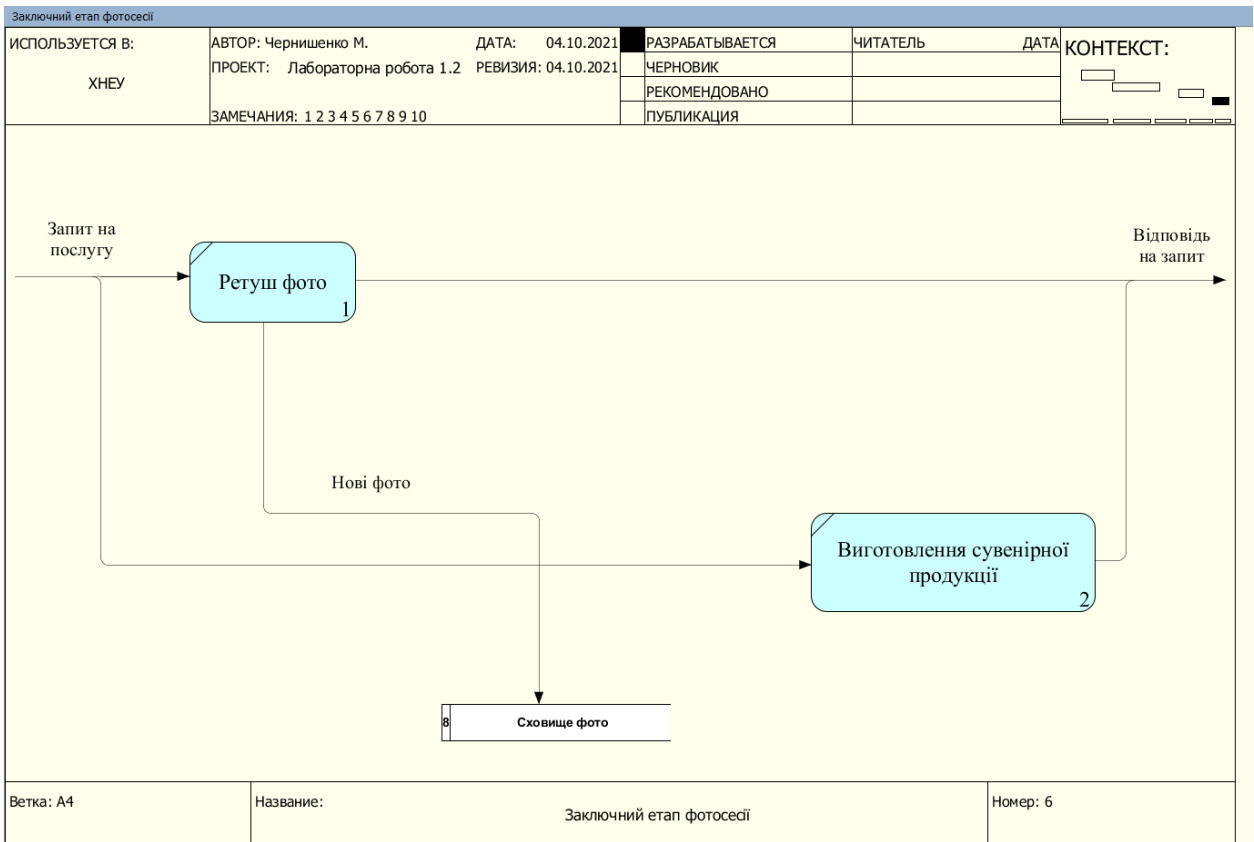 Заключний етап фотосесії
ИСПОЛЬЗУЕТСЯ В:
ХНЕУ
АВТОР: Чернишенко М.
ДАТА: 04.10.2021
ПРОЕКТ: Лабораторна робота 1.2
РЕВИЗИЯ: 04.10.2021
ЗАМЕЧАНИЯ: 1 2 3 4 5 6 7 8 9 10
РАЗРАБАТЫВАЕТСЯ
ЧЕРНОВИК
РЕКОМЕНДОВАНО
ПУБЛИКАЦИЯ
ЧИТАТЕЛЬ
ДАТА
КОНТЕКСТ:
Запит на
послугу
Ретуш фото
1
Відповідь
на запит
Нові фото
Виготовлення сувенірної
продукції
2
8
Сховище фото
Ветка: A4
Название:
Заключний етап фотосесії
Номер: 6